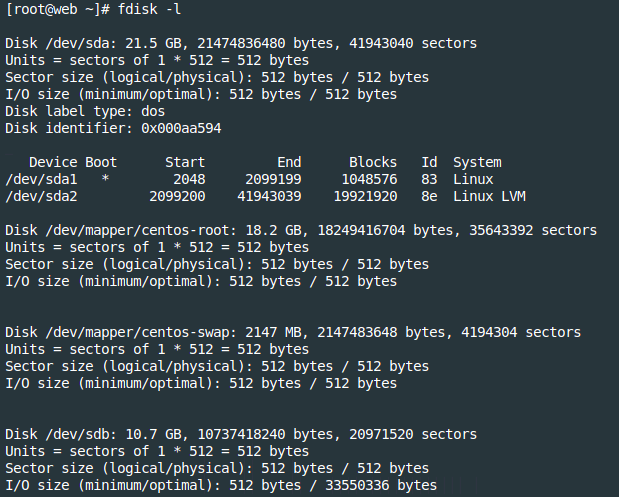 [root@web ~]# fdisk -l
Disk /dev/sda: 21.5 GB, 21474836480 bytes, 41943040 sectors
Units = sectors of 1 * 512 = 512 bytes
Sector size (logical/physical): 512 bytes / 512 bytes
I/O size (minimum/optimal): 512 bytes / 512 bytes
Disk label type: dos
Disk identifier: 0x000aa594
Device Boot      Start         End      Blocks   Id  System
/dev/sda1   *        2048     2099199     1048576   83  Linux
/dev/sda2         2099200    41943039    19921920   8e  Linux LVM
Disk /dev/mapper/centos-root: 18.2 GB, 18249416704 bytes, 35643392 sectors
Units = sectors of 1 * 512 = 512 bytes
Sector size (logical/physical): 512 bytes / 512 bytes
I/O size (minimum/optimal): 512 bytes / 512 bytes
Disk /dev/mapper/centos-swap: 2147 MB, 2147483648 bytes, 4194304 sectors
Units = sectors of 1 * 512 = 512 bytes
Sector size (logical/physical): 512 bytes / 512 bytes
I/O size (minimum/optimal): 512 bytes / 512 bytes
Disk /dev/sdb: 10.7 GB, 10737418240 bytes, 20971520 sectors
Units = sectors of 1 * 512 = 512 bytes
Sector size (logical/physical): 512 bytes / 512 bytes
I/O size (minimum/optimal): 512 bytes / 33550336 bytes